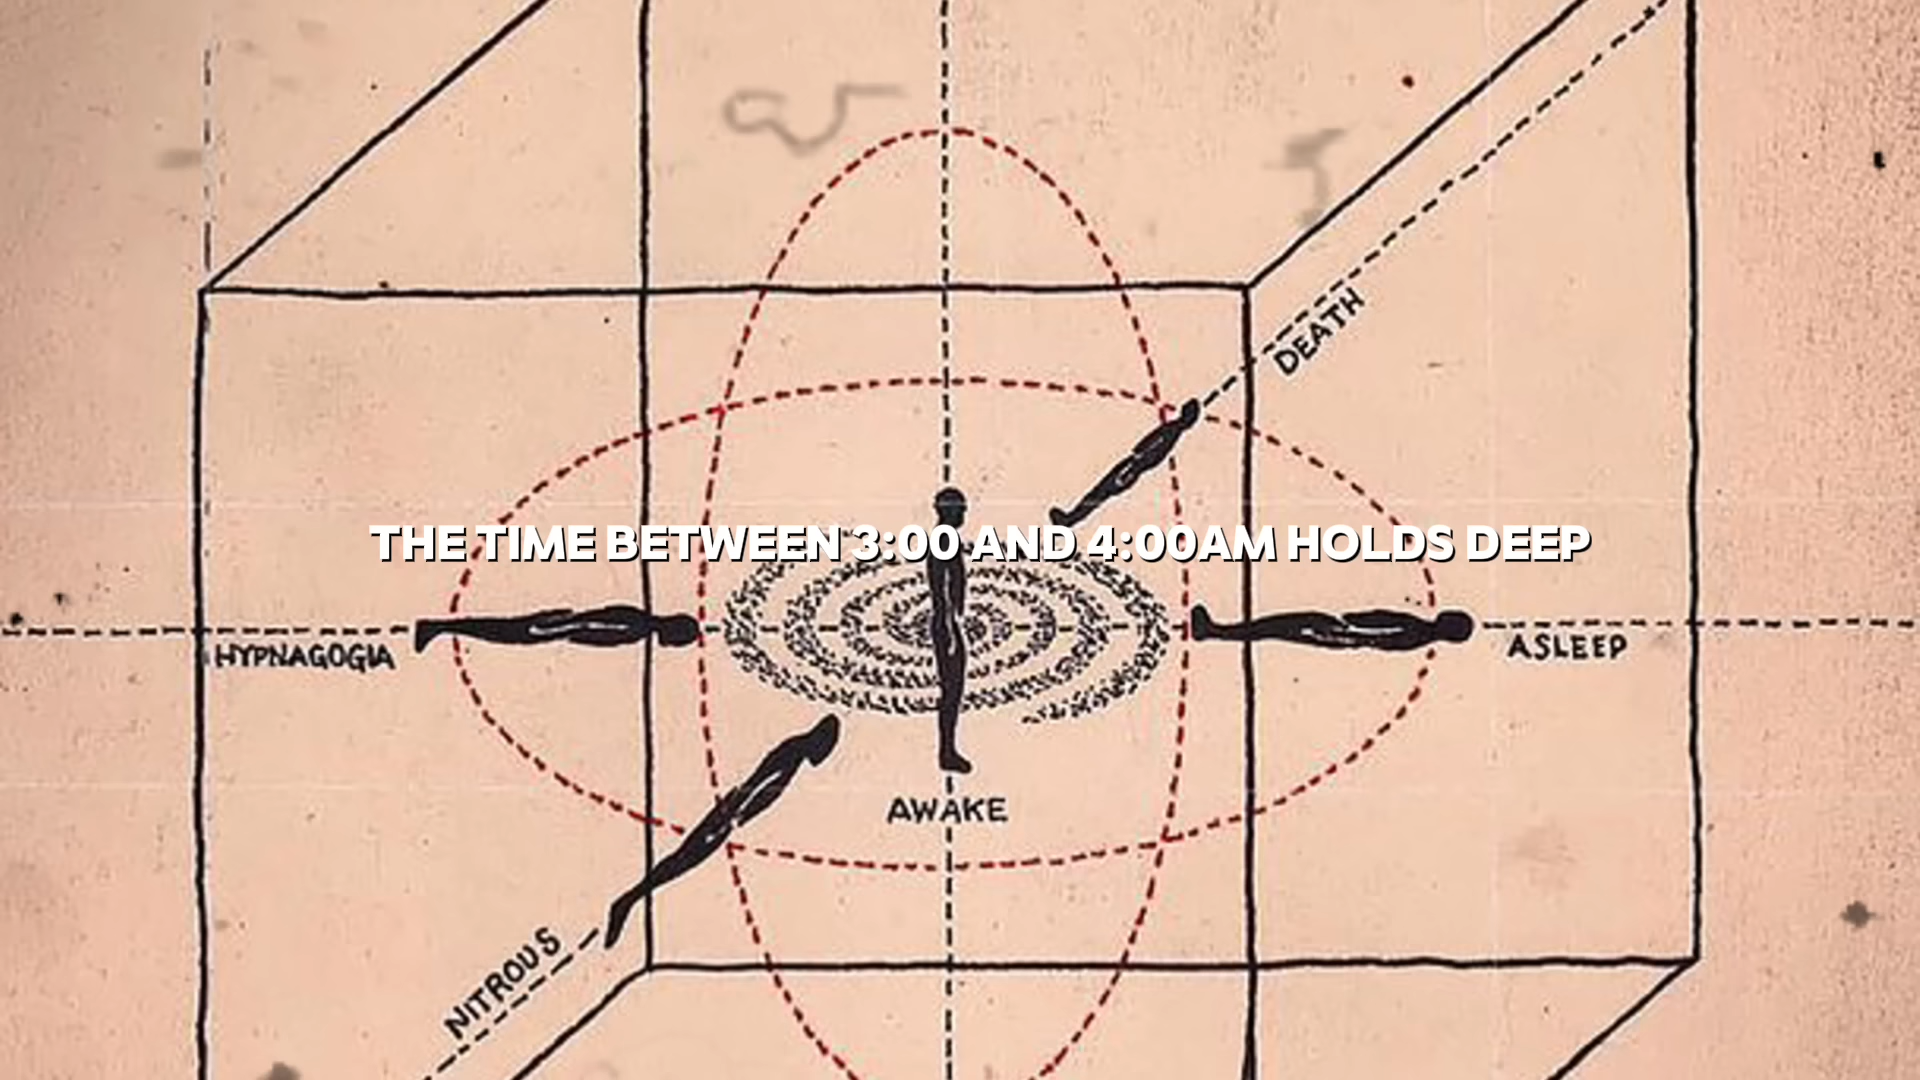 DEATH
THE TIME BETWEEN 3:00 AND 4:00AM HOLDS DEEP
HYPNAGOGIA
ASLEEP
AWAKE
NITROUS